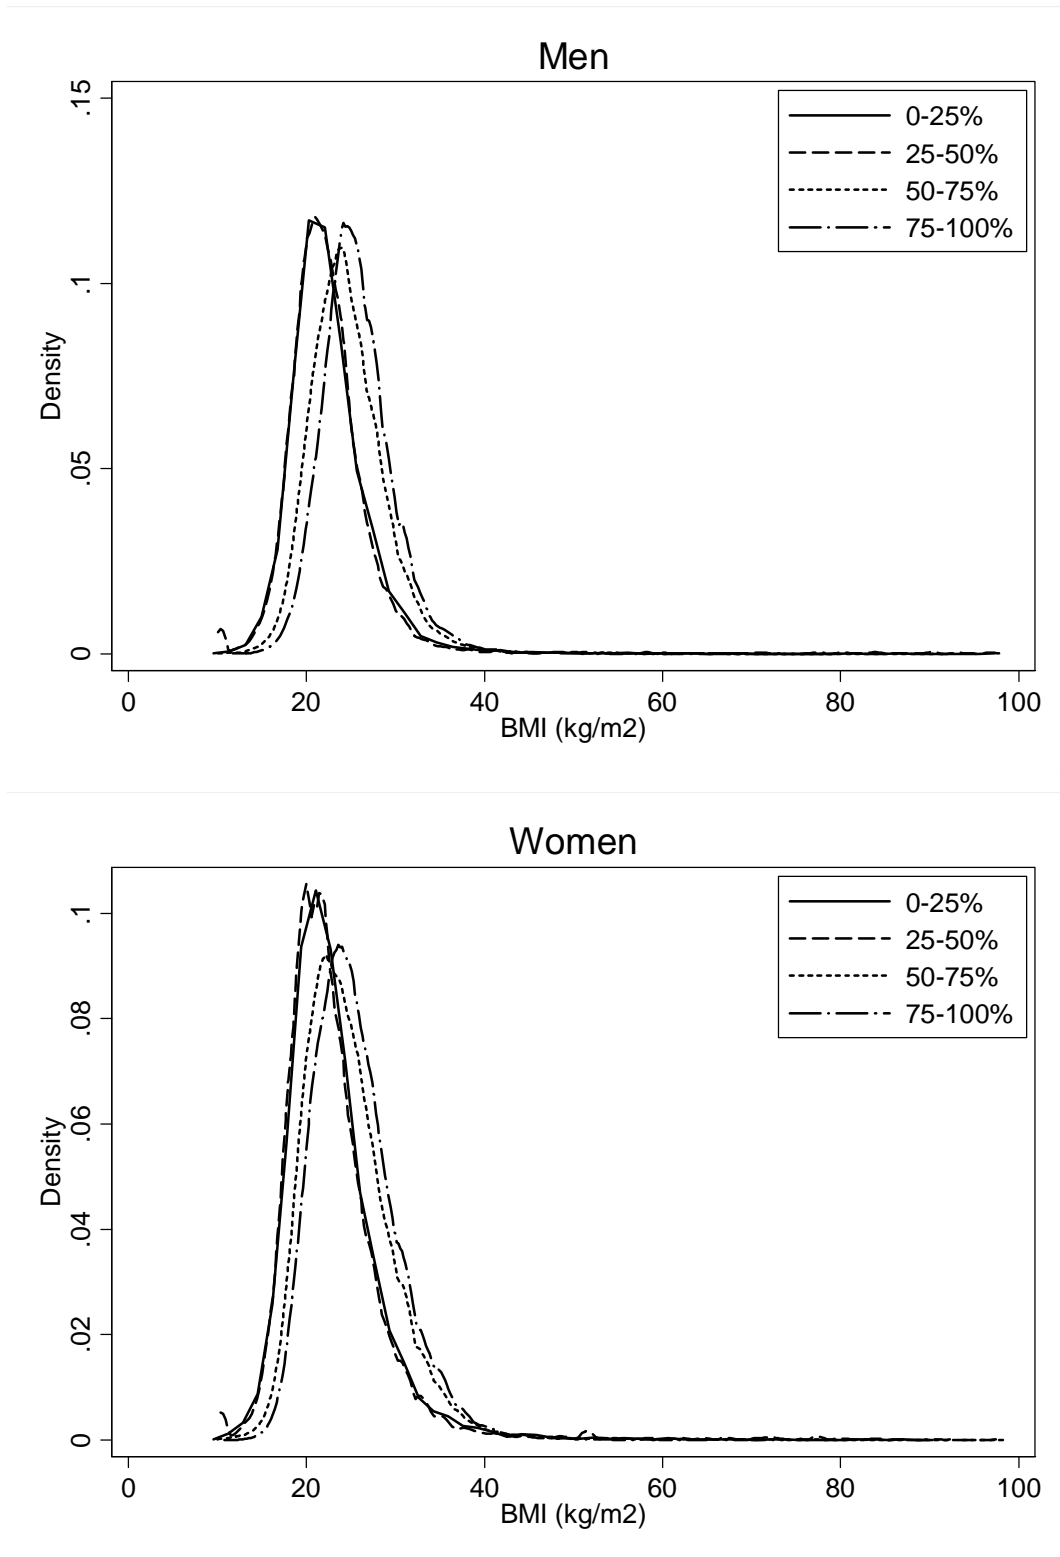 Men
.15
.1
.05
0
Density
0-25%
25-50%
50-75%
75-100%
0 20 40 60 80 100
BMI (kg/m2)
Women
.1
.08
.06
.04
.02
0
Density
0-25%
25-50%
50-75%
75-100%
0 20 40 60 80 100
BMI (kg/m2)